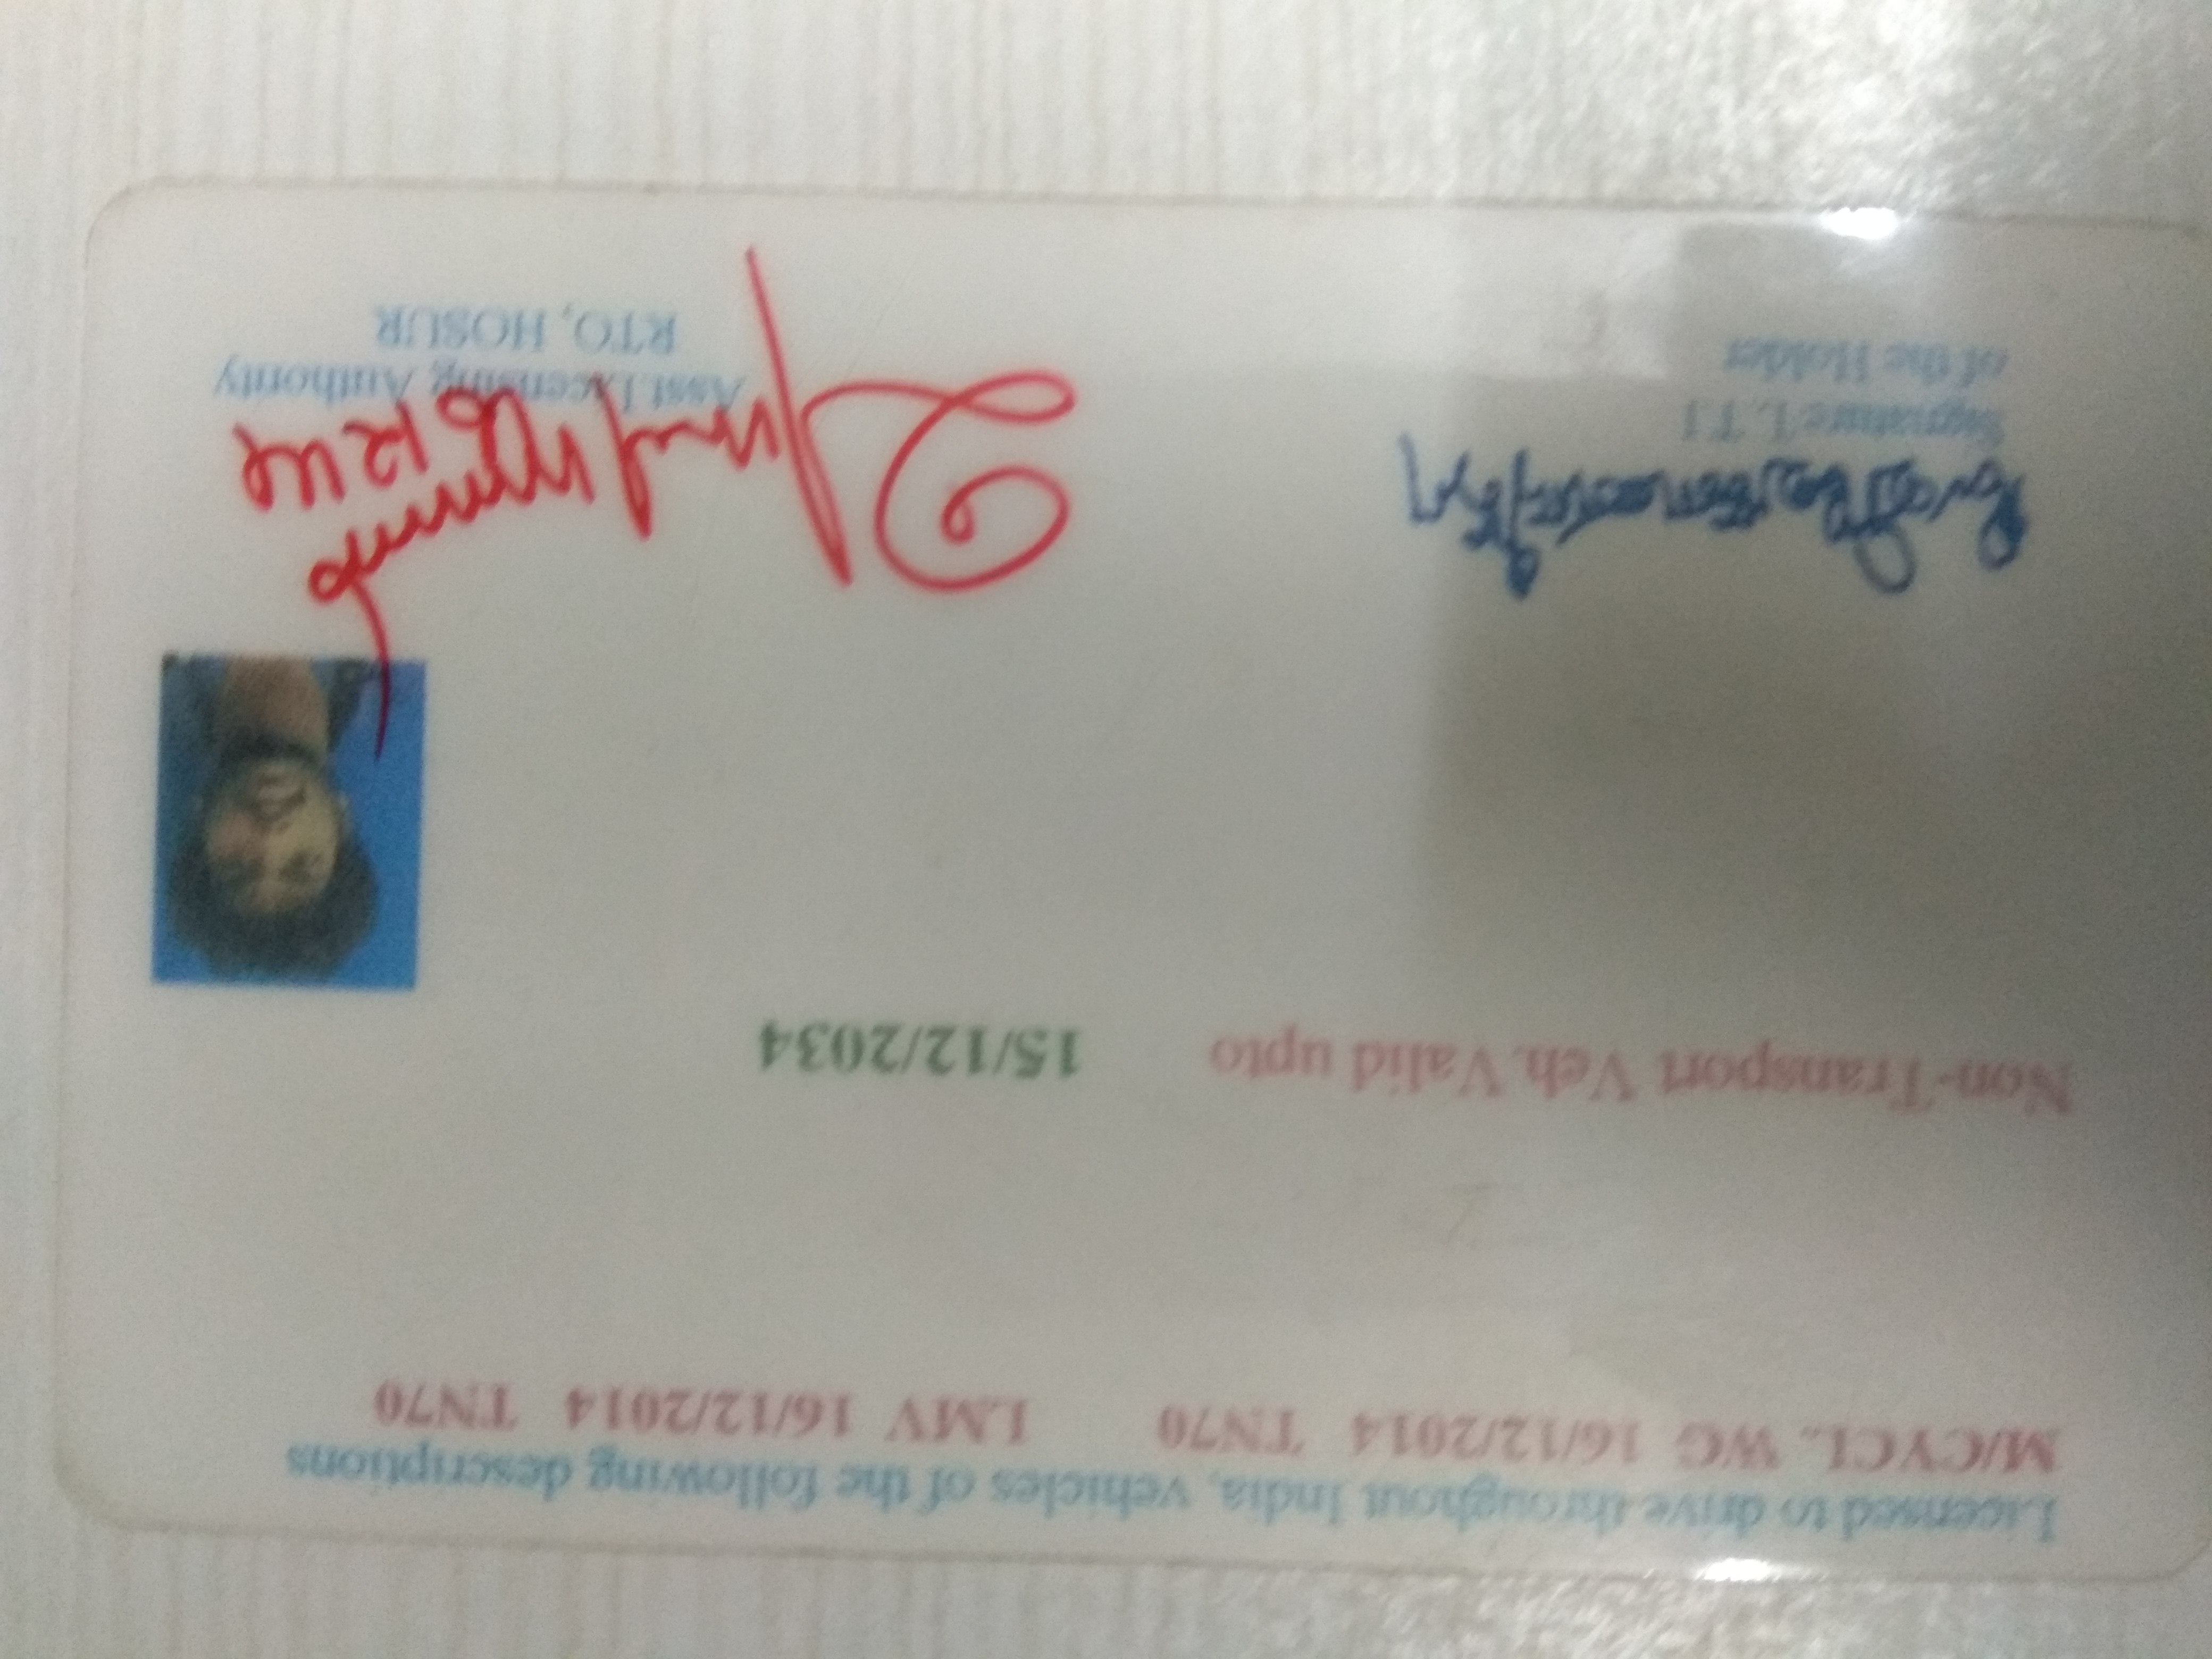 Licensed to drive throughout India, vehicles of the following descriptions
M/CYCL. WG 16/12/2014 TN70 LMV 16/12/2014 TN70
Non-Transport Veh. Valid upto 15/12/2034
Signature L.T.I
of the Holder
Asst Licensing Authority
RTO, HOSUR